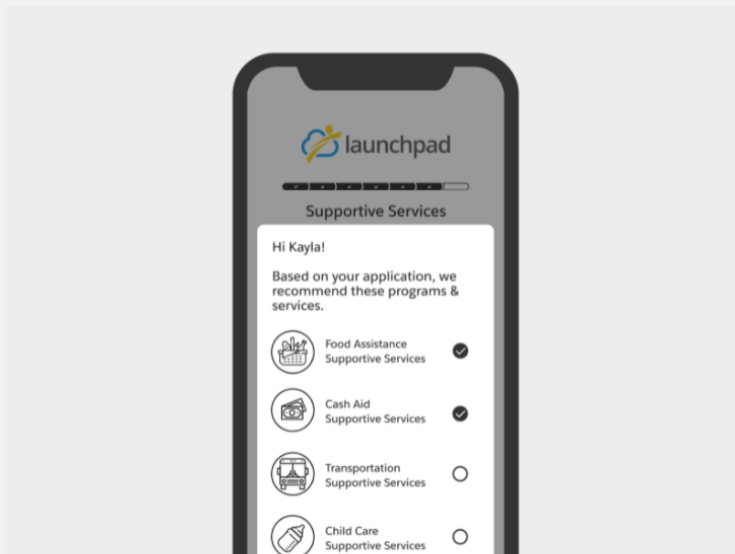 launchpad
Supportive Services
Hi Kayla!
Based on your application, we
recommend these programs &
services.
Food Assistance
Supportive Services
Cash Aid
Supportive Services
Transportation
Supportive Services
Child Care
Supportive Services